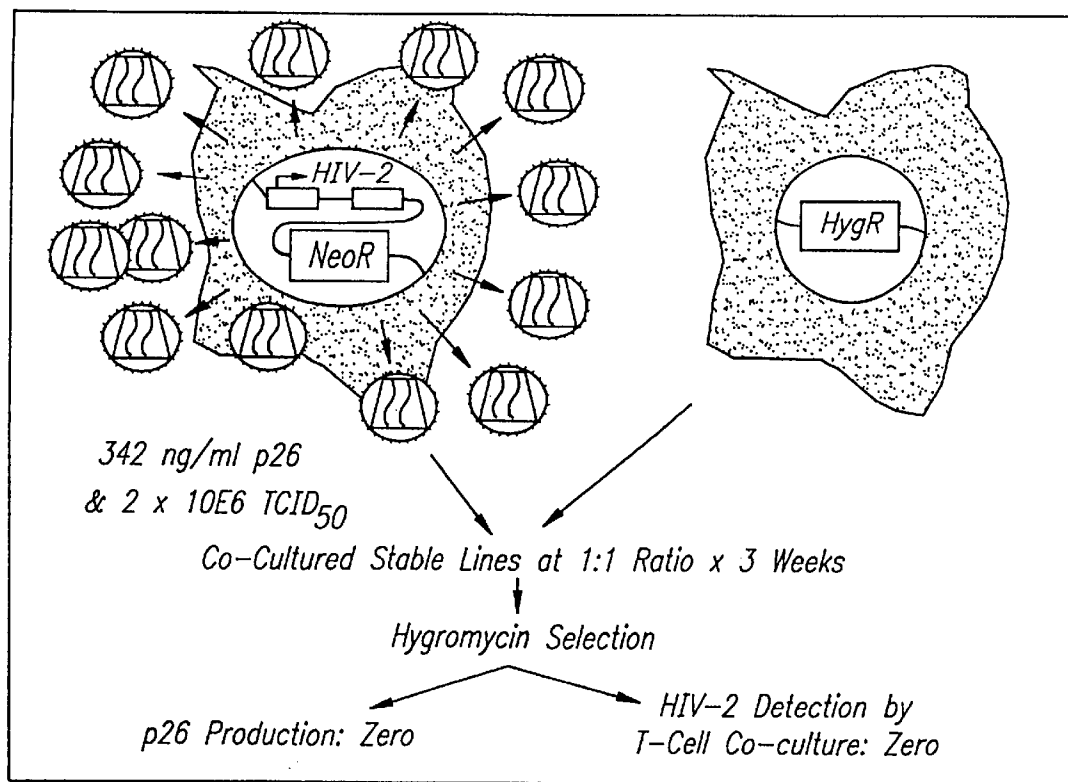 HIV-2
NeoR
HygR
342 ng/ml p26
& 2 x 10E6 TCID50
Co-Cultured Stable Lines at 1:1 Ratio x 3 Weeks
Hygromycin Selection
p26 Production: Zero
HIV-2 Detection by
T-Cell Co-culture: Zero